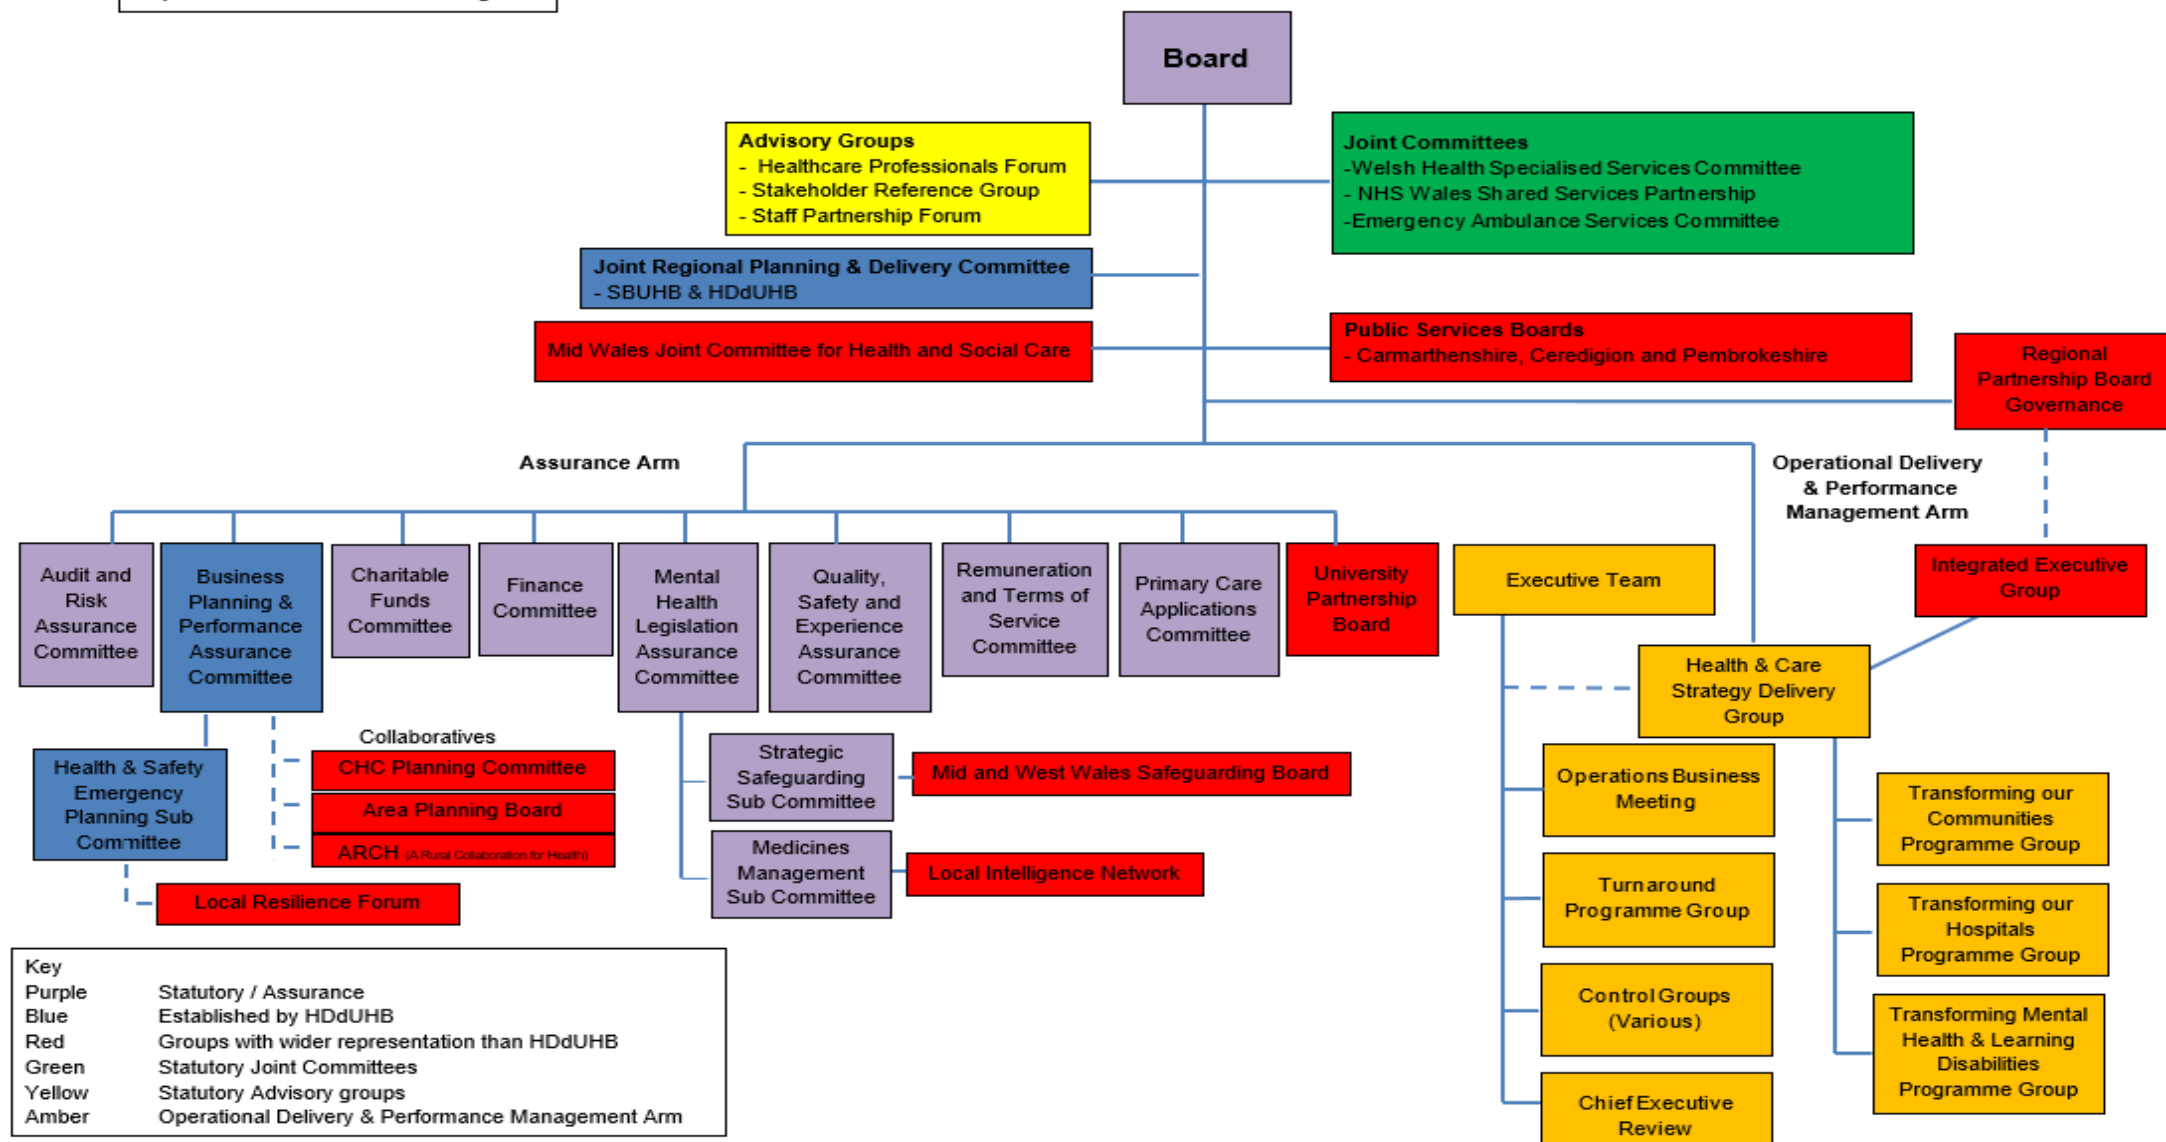 Board
Advisory Groups
- Healthcare Professionals Forum
- Stakeholder Reference Group
- Staff Partnership Forum
Joint Committees
-Welsh Health Specialised Services Committee
- NHS Wales Shared Services Partnership
-Emergency Ambulance Services Committee
Joint Regional Planning & Delivery Committee
- SBUHB & HDdUHB
Mid Wales Joint Committee for Health and Social Care
Public Services Boards
- Carmarthenshire, Ceredigion and Pembrokeshire
Regional
Partnership Board
Governance
Assurance Arm
Operational Delivery
& Performance
Management Arm
Audit and
Risk
Assurance
Committee
Business
Planning &
Performance
Assurance
Committee
Charitable
Funds
Committee
Finance
Committee
Mental
Health
Legislation
Assurance
Committee
Quality,
Safety and
Experience
Assurance
Committee
Remuneration
and Terms of
Service
Committee
Primary Care
Applications
Committee
University
Partnership
Board
Executive Team
Integrated Executive
Group
Health & Care
Strategy Delivery
Group
Health & Safety
Emergency
Planning Sub
Committee
Collaboratives
CHC Planning Committee
Area Planning Board
ARCH (A Rural Collaboration for Health)
Local Resilience Forum
Strategic
Safeguarding
Sub Committee
Mid and West Wales Safeguarding Board
Medicines
Management
Sub Committee
Local Intelligence Network
Operations Business
Meeting
Turnaround
Programme Group
Control Groups
(Various)
Chief Executive
Review
Transforming our
Communities
Programme Group
Transforming our
Hospitals
Programme Group
Transforming Mental
Health & Learning
Disabilities
Programme Group
Key
Purple Statutory / Assurance
Blue Established by HDdUHB
Red Groups with wider representation than HDdUHB
Green Statutory Joint Committees
Yellow Statutory Advisory groups
Amber Operational Delivery & Performance Management Arm